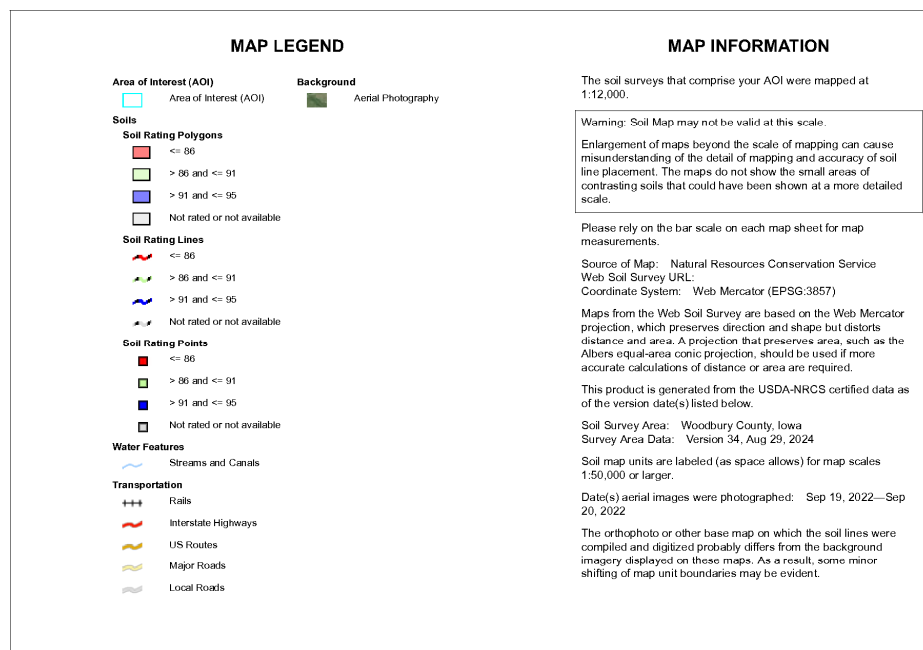 MAP LEGEND
Area of Interest (AOI)
Area of Interest (AOI)
Soils
Soil Rating Polygons
<= 86
> 86 and <= 91
> 91 and <= 95
Not rated or not available
Soil Rating Lines
<= 86
> 86 and <= 91
> 91 and <= 95
Not rated or not available
Soil Rating Points
<= 86
> 86 and <= 91
> 91 and <= 95
Not rated or not available
Water Features
Streams and Canals
Transportation
Rails
Interstate Highways
US Routes
Major Roads
Local Roads
Background
Aerial Photography
MAP INFORMATION
The soil surveys that comprise your AOI were mapped at
1:12,000.
Warning: Soil Map may not be valid at this scale.
Enlargement of maps beyond the scale of mapping can cause
misunderstanding of the detail of mapping and accuracy of soil
line placement. The maps do not show the small areas of
contrasting soils that could have been shown at a more detailed
scale.
Please rely on the bar scale on each map sheet for map
measurements.
Source of Map: Natural Resources Conservation Service
Web Soil Survey URL:
Coordinate System: Web Mercator (EPSG:3857)
Maps from the Web Soil Survey are based on the Web Mercator
projection, which preserves direction and shape but distorts
distance and area. A projection that preserves area, such as the
Albers equal-area conic projection, should be used if more
accurate calculations of distance or area are required.
This product is generated from the USDA-NRCS certified data as
of the version date(s) listed below.
Soil Survey Area: Woodbury County, Iowa
Survey Area Data: Version 34, Aug 29, 2024
Soil map units are labeled (as space allows) for map scales
1:50,000 or larger.
Date(s) aerial images were photographed: Sep 19, 2022—Sep
20, 2022
The orthophoto or other base map on which the soil lines were
compiled and digitized probably differs from the background
imagery displayed on these maps. As a result, some minor
shifting of map unit boundaries may be evident.